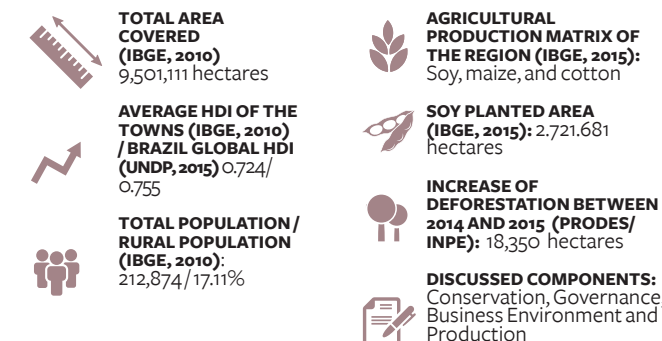 TOTAL AREA
COVERED
(IBGE, 2010)
9,501,111 hectares
AVERAGE HDI OF THE
TOWNS (IBGE, 2010)
/ BRAZIL GLOBAL HDI
(UNDP, 2015) 0.724/
0.755
TOTAL POPULATION /
RURAL POPULATION
(IBGE, 2010):
212,874 / 17.11%
AGRICULTURAL
PRODUCTION MATRIX OF
THE REGION (IBGE, 2015):
Soy, maize, and cotton
SOY PLANTED AREA
(IBGE, 2015): 2.721.681
hectares
INCREASE OF
DEFORESTATION BETWEEN
2014 AND 2015 (PRODES/
INPE): 18,350 hectares
DISCUSSED COMPONENTS:
Conservation, Governance,
Business Environment and
Production